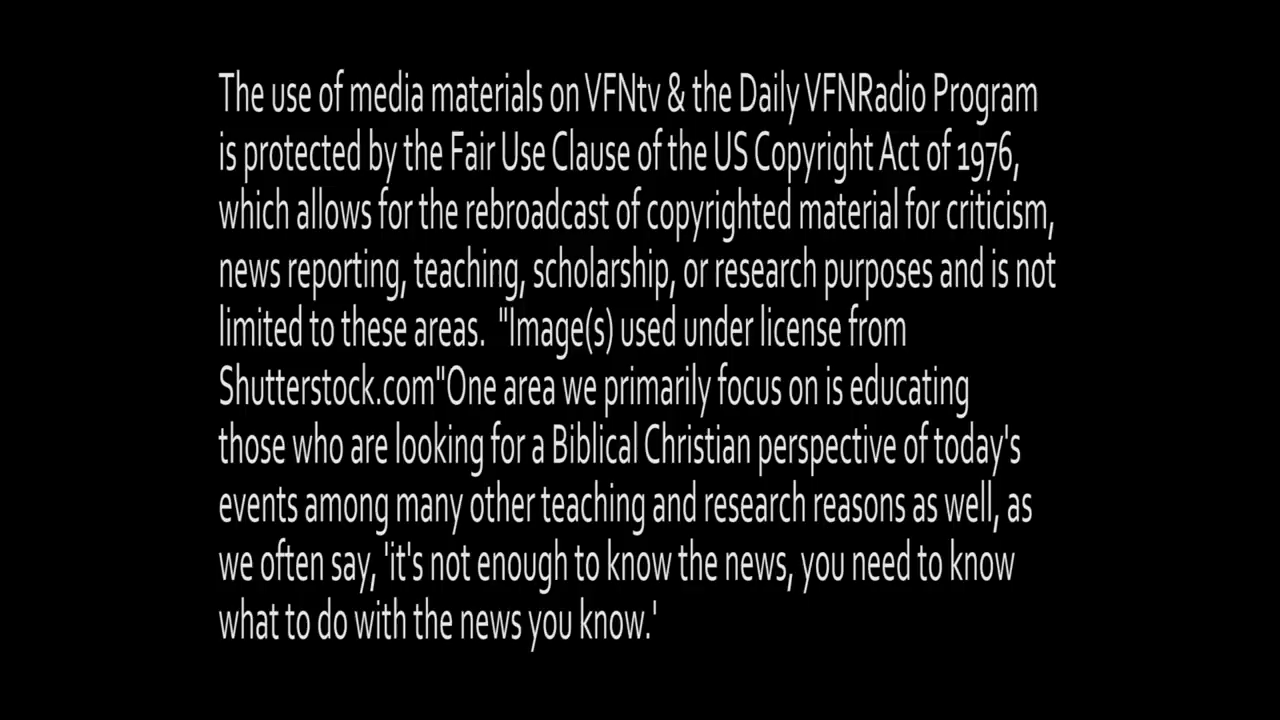 The use of media materials on VFNtv & the Daily VFNRadio Program
is protected by the Fair Use Clause of the US Copyright Act of 1976,
which allows for the rebroadcast of copyrighted material for criticism,
news reporting, teaching, scholarship, or research purposes and is not
limited to these areas.  "Image(s) used under license from
Shutterstock.com"One area we primarily focus on is educating
those who are looking for a Biblical Christian perspective of today's
events among many other teaching and research reasons as well, as
we often say, 'it's not enough to know the news, you need to know
what to do with the news you know.'